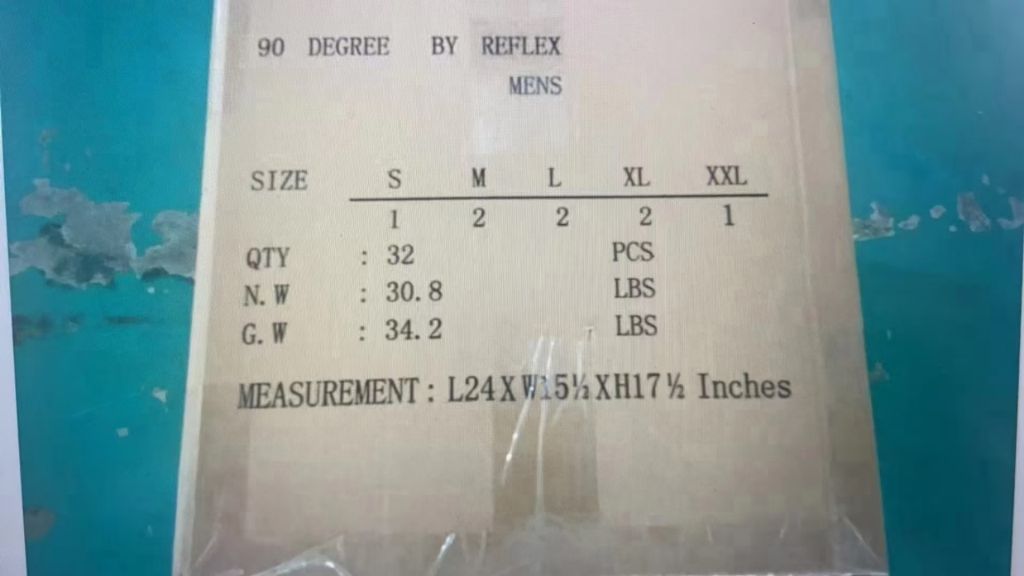 90 DEGREE BY REFLEX
MENS
SIZE S M L XL XXL
1 2 2 2 1
QTY : 32 PCS
N.W : 30.8 LBS
G.W : 34.2 LBS
MEASUREMENT: L24XW15½XH17½ Inches